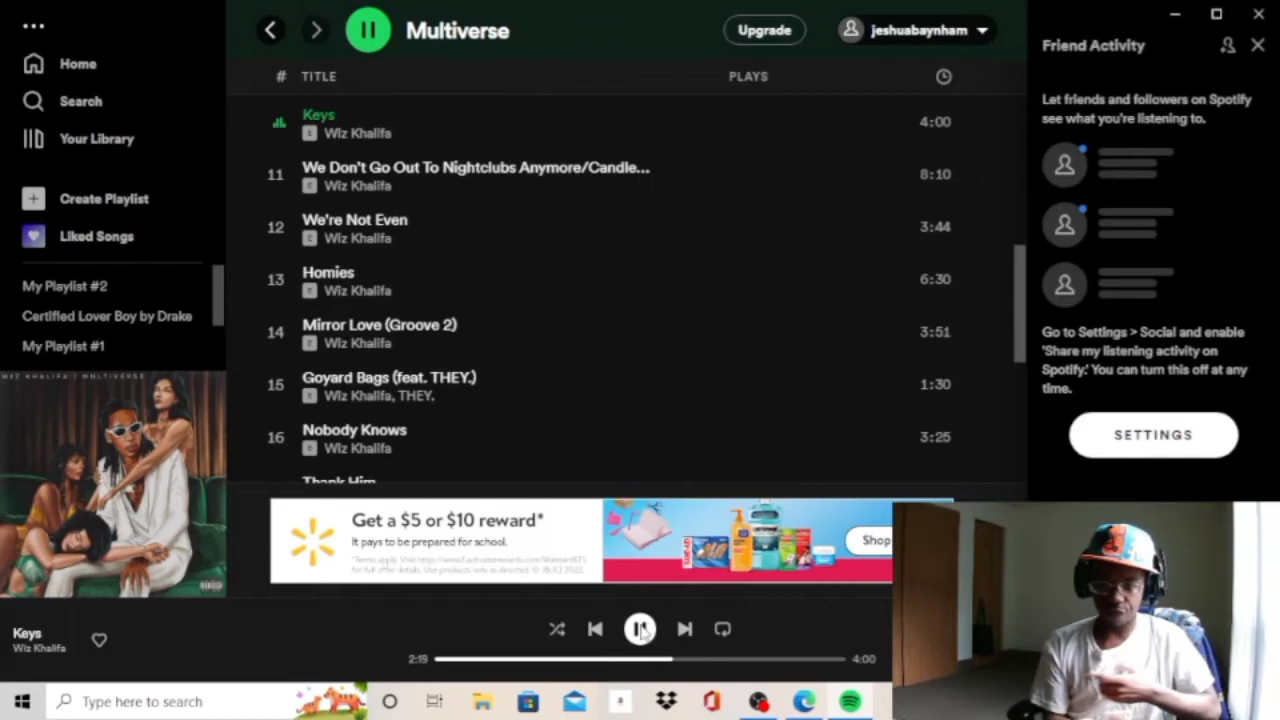 Multiverse
Upgrade
jeshuabaynham
Friend Activity
Home
Search
Your Library
Create Playlist
Liked Songs
My Playlist #2
Certified Lover Boy by Drake
My Playlist #1
WIZ KHALIFA | MULTIVERSE
# TITLE PLAYS
Keys
E Wiz Khalifa
4:00
11 We Don't Go Out To Nightclubs Anymore/Candle... 8:10
E Wiz Khalifa
12 We're Not Even 3:44
E Wiz Khalifa
13 Homies 6:30
E Wiz Khalifa
14 Mirror Love (Groove 2) 3:51
E Wiz Khalifa
15 Goyard Bags (feat. THEY.) 1:30
E Wiz Khalifa, THEY.
16 Nobody Knows 3:25
E Wiz Khalifa
Thank Him
Let friends and followers on Spotify
see what you're listening to.
Go to Settings > Social and enable
'Share my listening activity on
Spotify.' You can turn this off at any
time.
SETTINGS
Get a $5 or $10 reward*
It pays to be prepared for school.
Shop
Keys
Wiz Khalifa
2:19
4:00
Type here to search